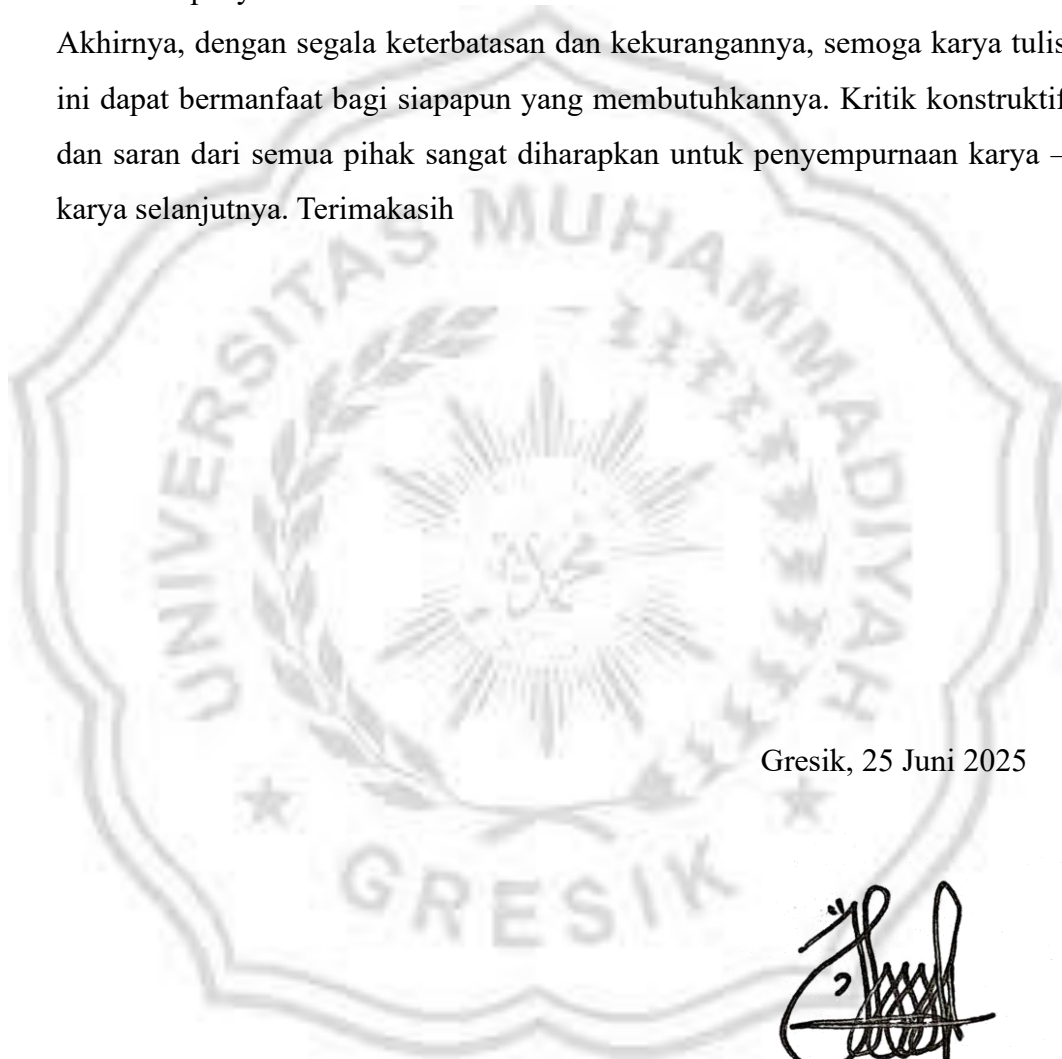 Akhirnya, dengan segala keterbatasan dan kekurangannya, semoga karya tulis
ini dapat bermanfaat bagi siapapun yang membutuhkannya. Kritik konstruktif
dan saran dari semua pihak sangat diharapkan untuk penyempurnaan karya –
karya selanjutnya. Terimakasih
UNIVERSITAS MUHAMMADIYAH
GRESIK
Gresik, 25 Juni 2025